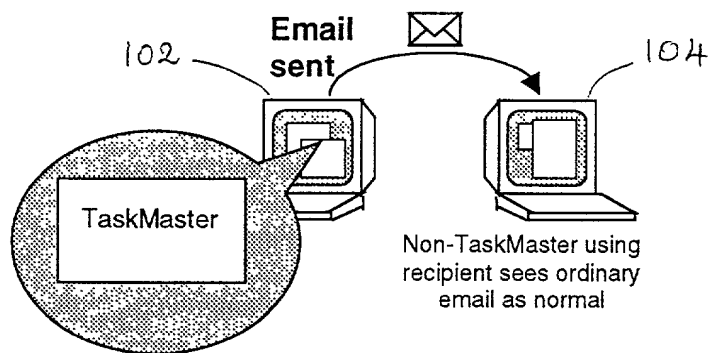 Email
sent
102
104
TaskMaster
Non-TaskMaster using
recipient sees ordinary
email as normal